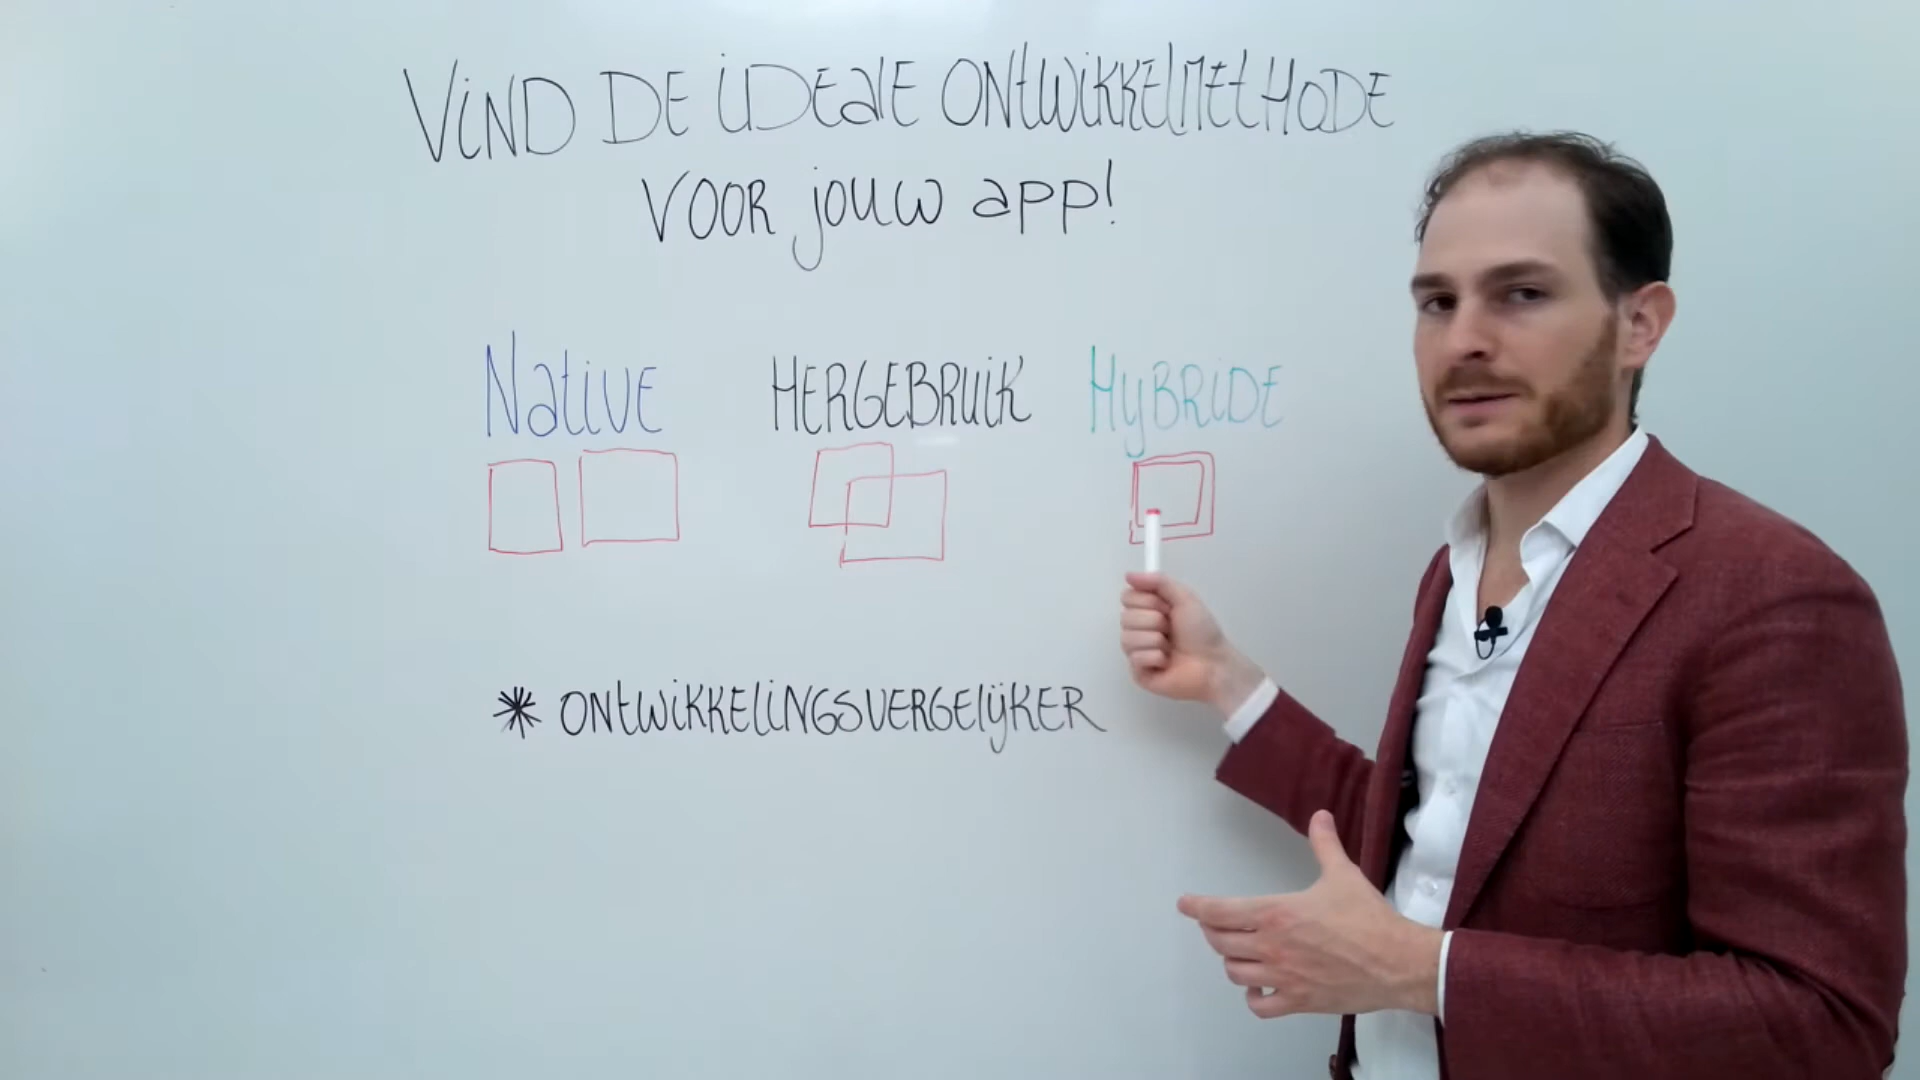 VIND DE IDEALE ONTWIKKELMETHODE
VOOR jOUW app!
NatiVE HERGEBRUIK HyBRIDE
* ONTWIKKELINGSVERGELIJKER